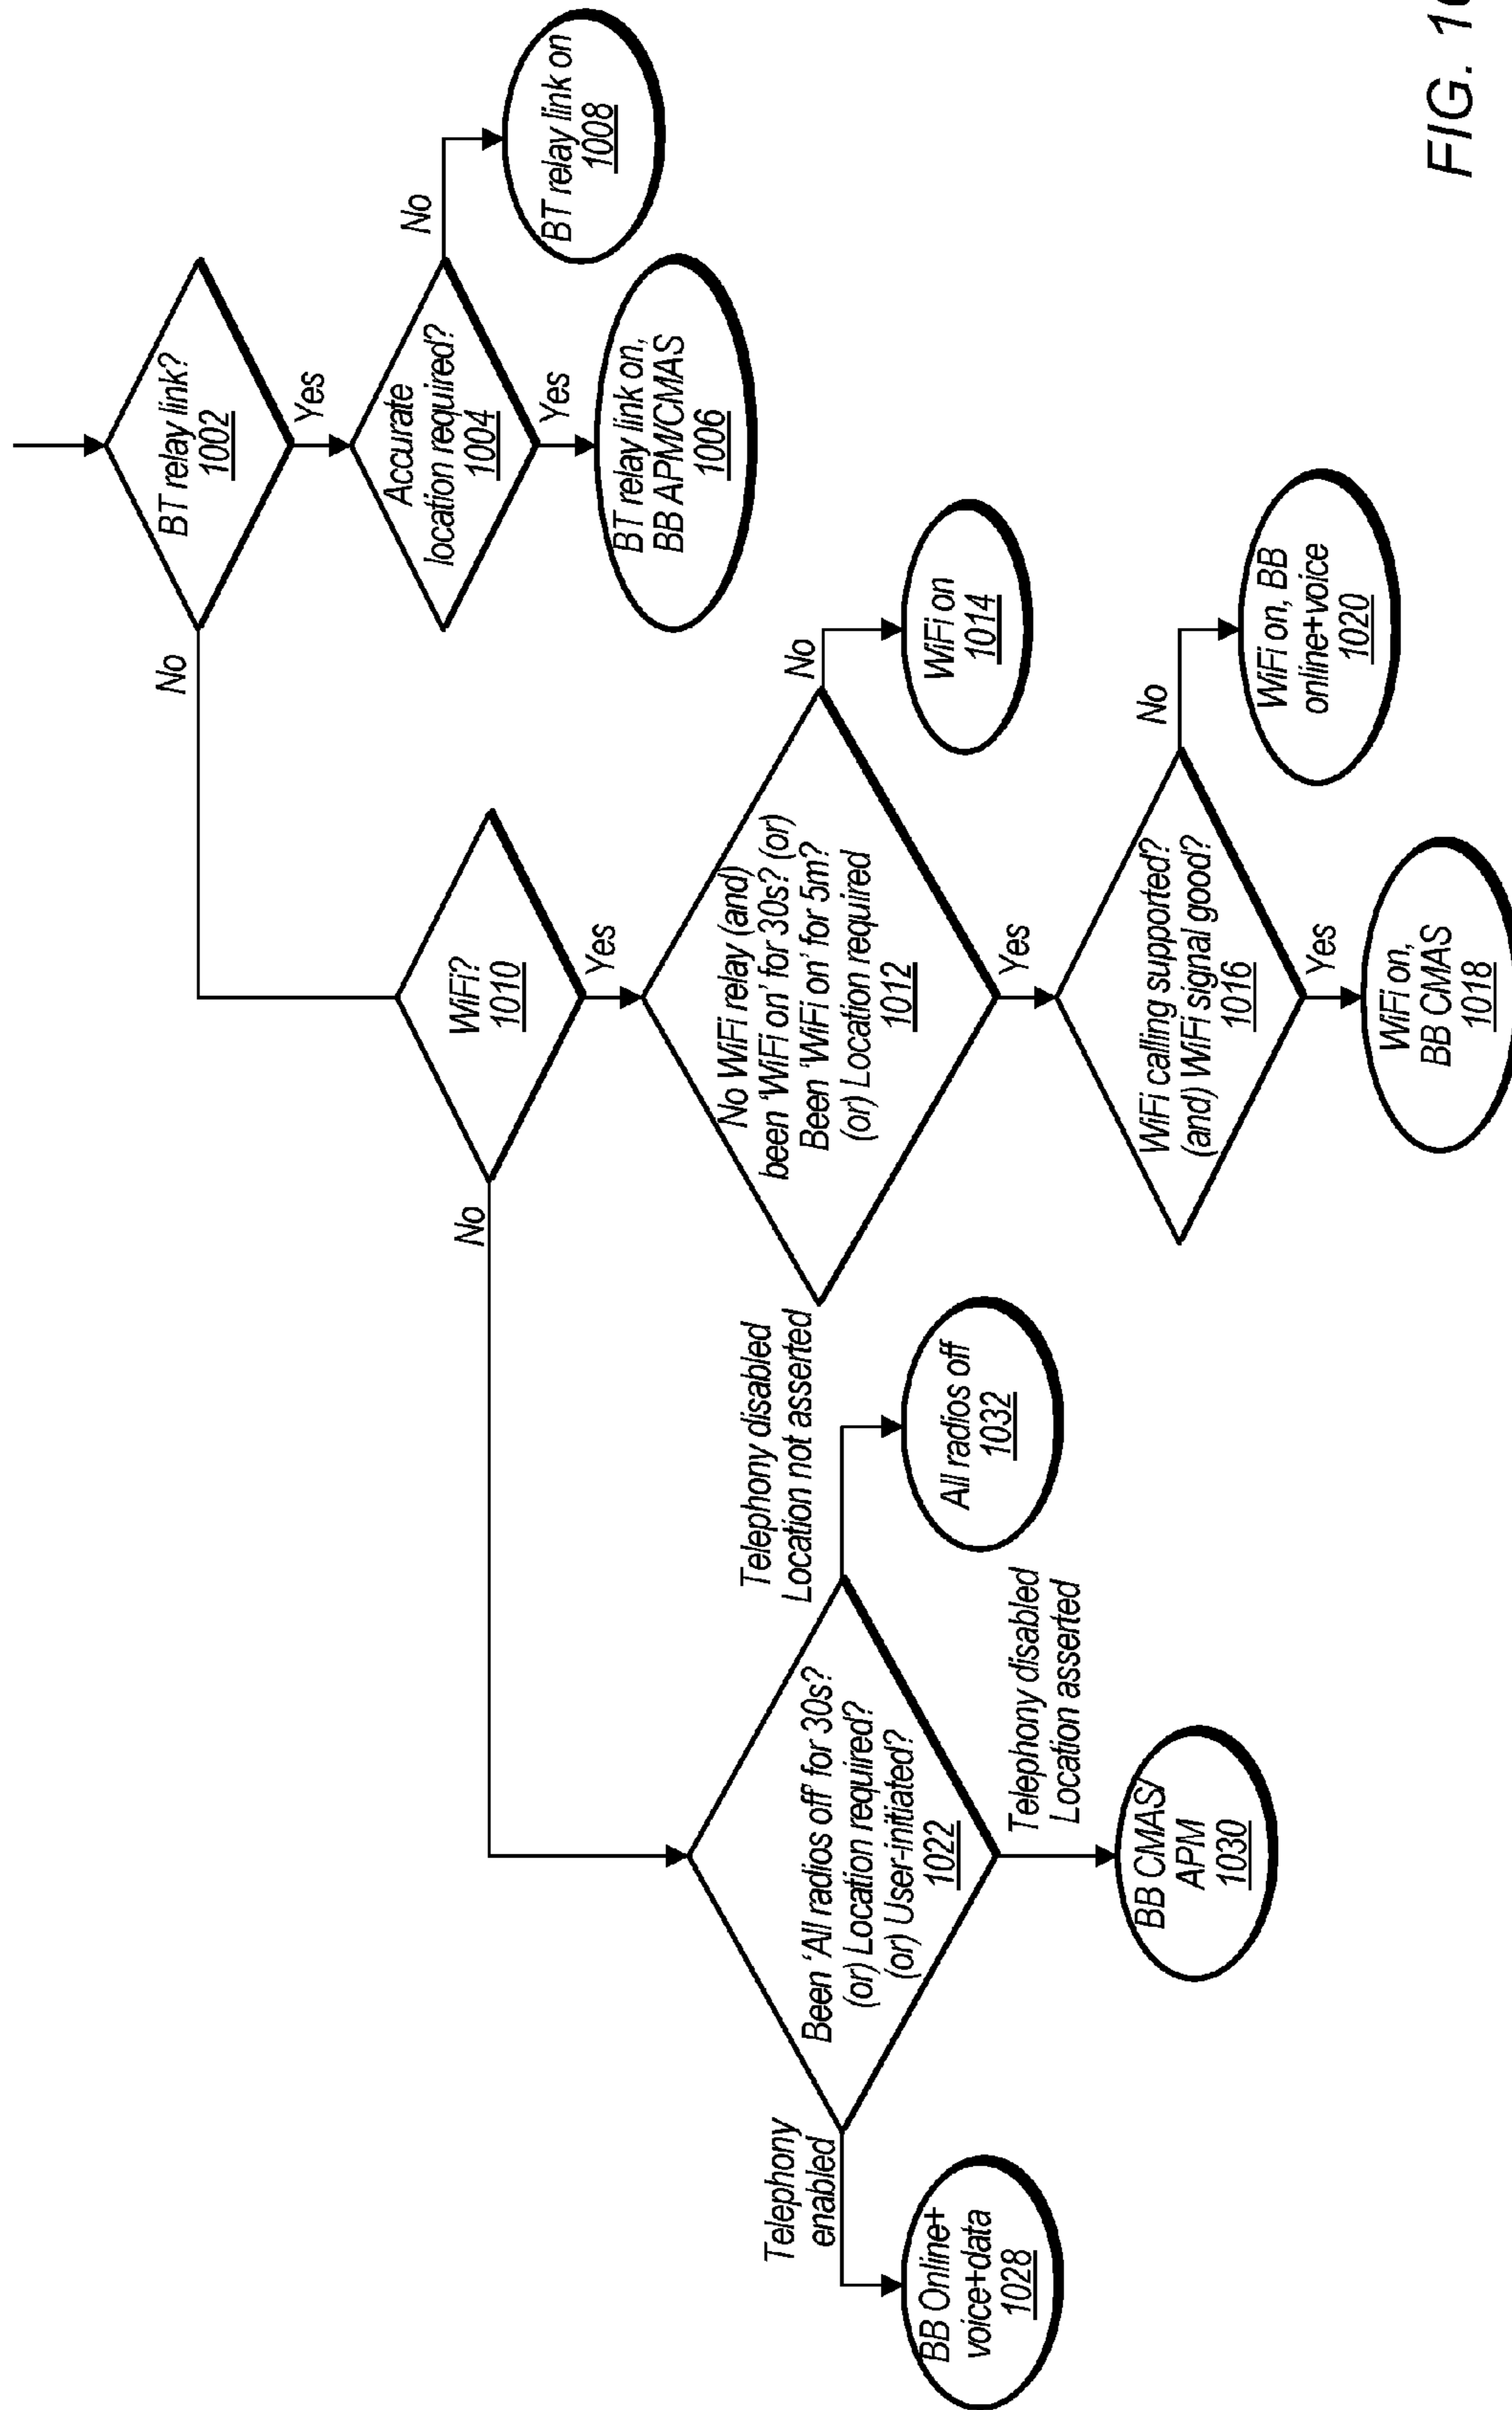 BT relay link?
1002
No
Yes
Accurate
location required?
1004
No
BT relay link on
1008
Yes
BT relay link on,
BB APM/CMAS
1006
WiFi?
1010
No
Yes
No WiFi relay (and)
been 'WiFi on' for 30s? (or)
Been 'WiFi on' for 5m?
(or) Location required
1012
No
WiFi on
1014
Yes
WiFi calling supported?
(and) WiFi signal good?
1016
No
WiFi on, BB
online+voice
1020
Yes
WiFi on,
BB CMAS
1018
Been 'All radios off' for 30s?
(or) Location required?
(or) User-initiated?
1022
Telephony
enabled
BB Online+
voice+data
1028
Telephony disabled
Location asserted
BB CMAS/
APM
1030
Telephony disabled
Location not asserted
All radios off
1032
FIG. 10